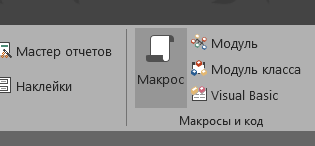 Мастер отчетов
Наклейки
Макрос
Модуль
Модуль класса
Visual Basic
Макросы и код